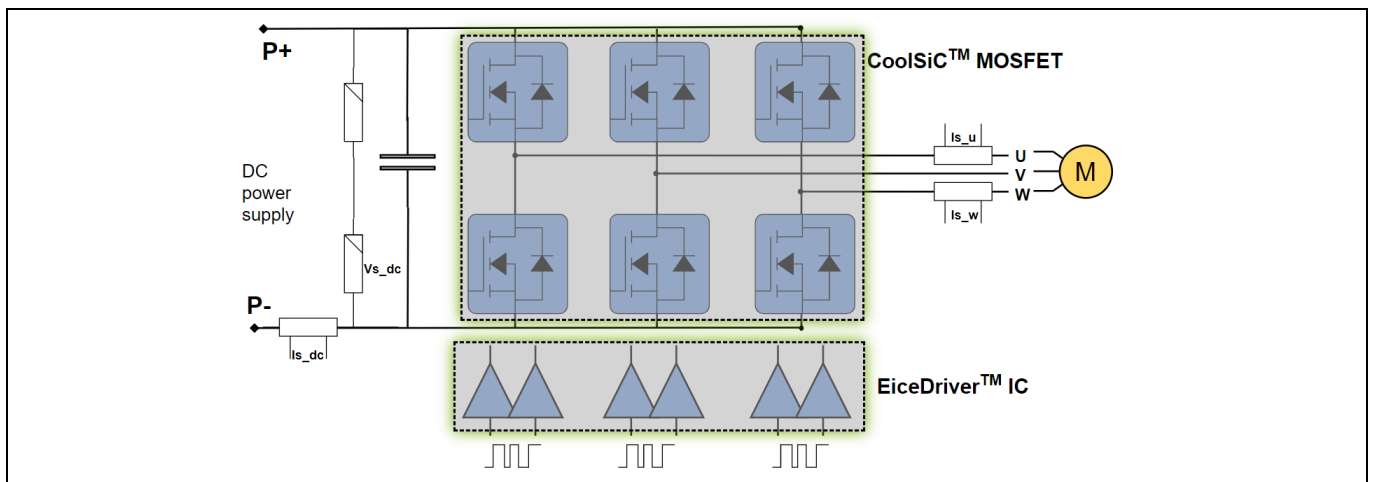 P+
CoolSiC™ MOSFET
Is_u
DC
power
supply
U
V
W
M
Is_w
Vs_dc
P-
Is_dc
EiceDriver™ IC